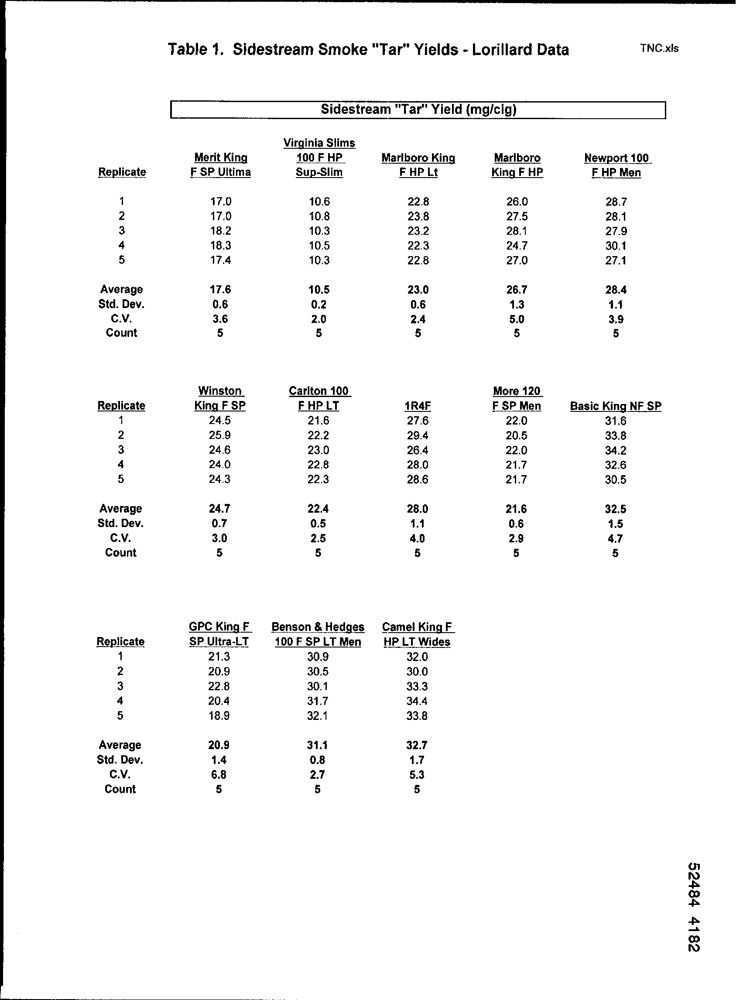 Table 1. Sidestream Smoke "Tar" Yields - Lorillard Data TNC.xls
Sidestream "Tar" Yield (mg/cig)
Virginia Slims
Merit King 100 F HP Marlboro King Marlboro Newport 100
Replicate F SP Ultima Sup-Slim F HP Lt King F HP F HP Men
1 17.0 10.6 22.8 26.0 28.7
2 17.0 10.8 23.8 27.5 28.1
3 18.2 10.3 23.2 28.1 27.9
4 18.3 10.5 22.3 24.7 30.1
5 17.4 10.3 22.8 27.0 27.1
Average 17.6 10.5 23.0 26.7 28.4
Std. Dev. 0.6 0.2 0.6 1.3 1.1
C.V. 3.6 2.0 2.4 5.0 3.9
Count 5 5 5 5 5
Winston Carlton 100 More 120
Replicate King F SP F HP LT 1R4F F SP Men Basic King NF SP
1 24.5 21.6 27.6 22.0 31.6
2 25.9 22.2 29.4 20.5 33.8
3 24.6 23.0 26.4 22.0 34.2
4 24.0 22.8 28.0 21.7 32.6
5 24.3 22.3 28.6 21.7 30.5
Average 24.7 22.4 28.0 21.6 32.5
Std. Dev. 0.7 0.5 1.1 0.6 1.5
C.V. 3.0 2.5 4.0 2.9 4.7
Count 5 5 5 5 5
GPC King F Benson & Hedges Camel King F
Replicate SP Ultra-LT 100 F SP LT Men HP LT Wides
1 21.3 30.9 32.0
2 20.9 30.5 30.0
3 22.8 30.1 33.3
4 20.4 31.7 34.4
5 18.9 32.1 33.8
Average 20.9 31.1 32.7
Std. Dev. 1.4 0.8 1.7
C.V. 6.8 2.7 5.3
Count 5 5 5
52484 4182